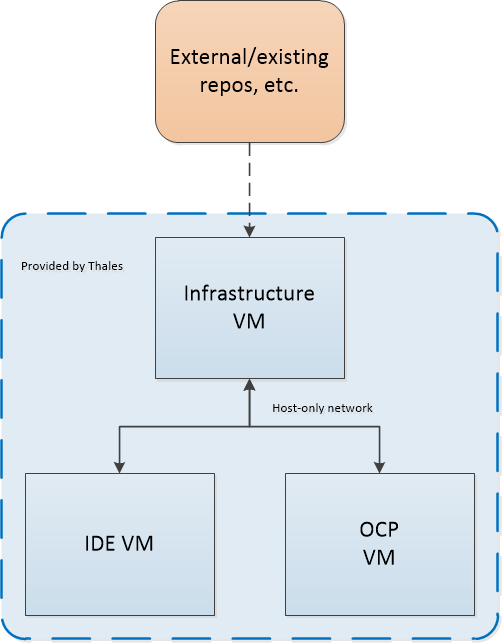 External/existing
repos, etc.
Provided by Thales
Infrastructure
VM
Host-only network
IDE VM
OCP
VM